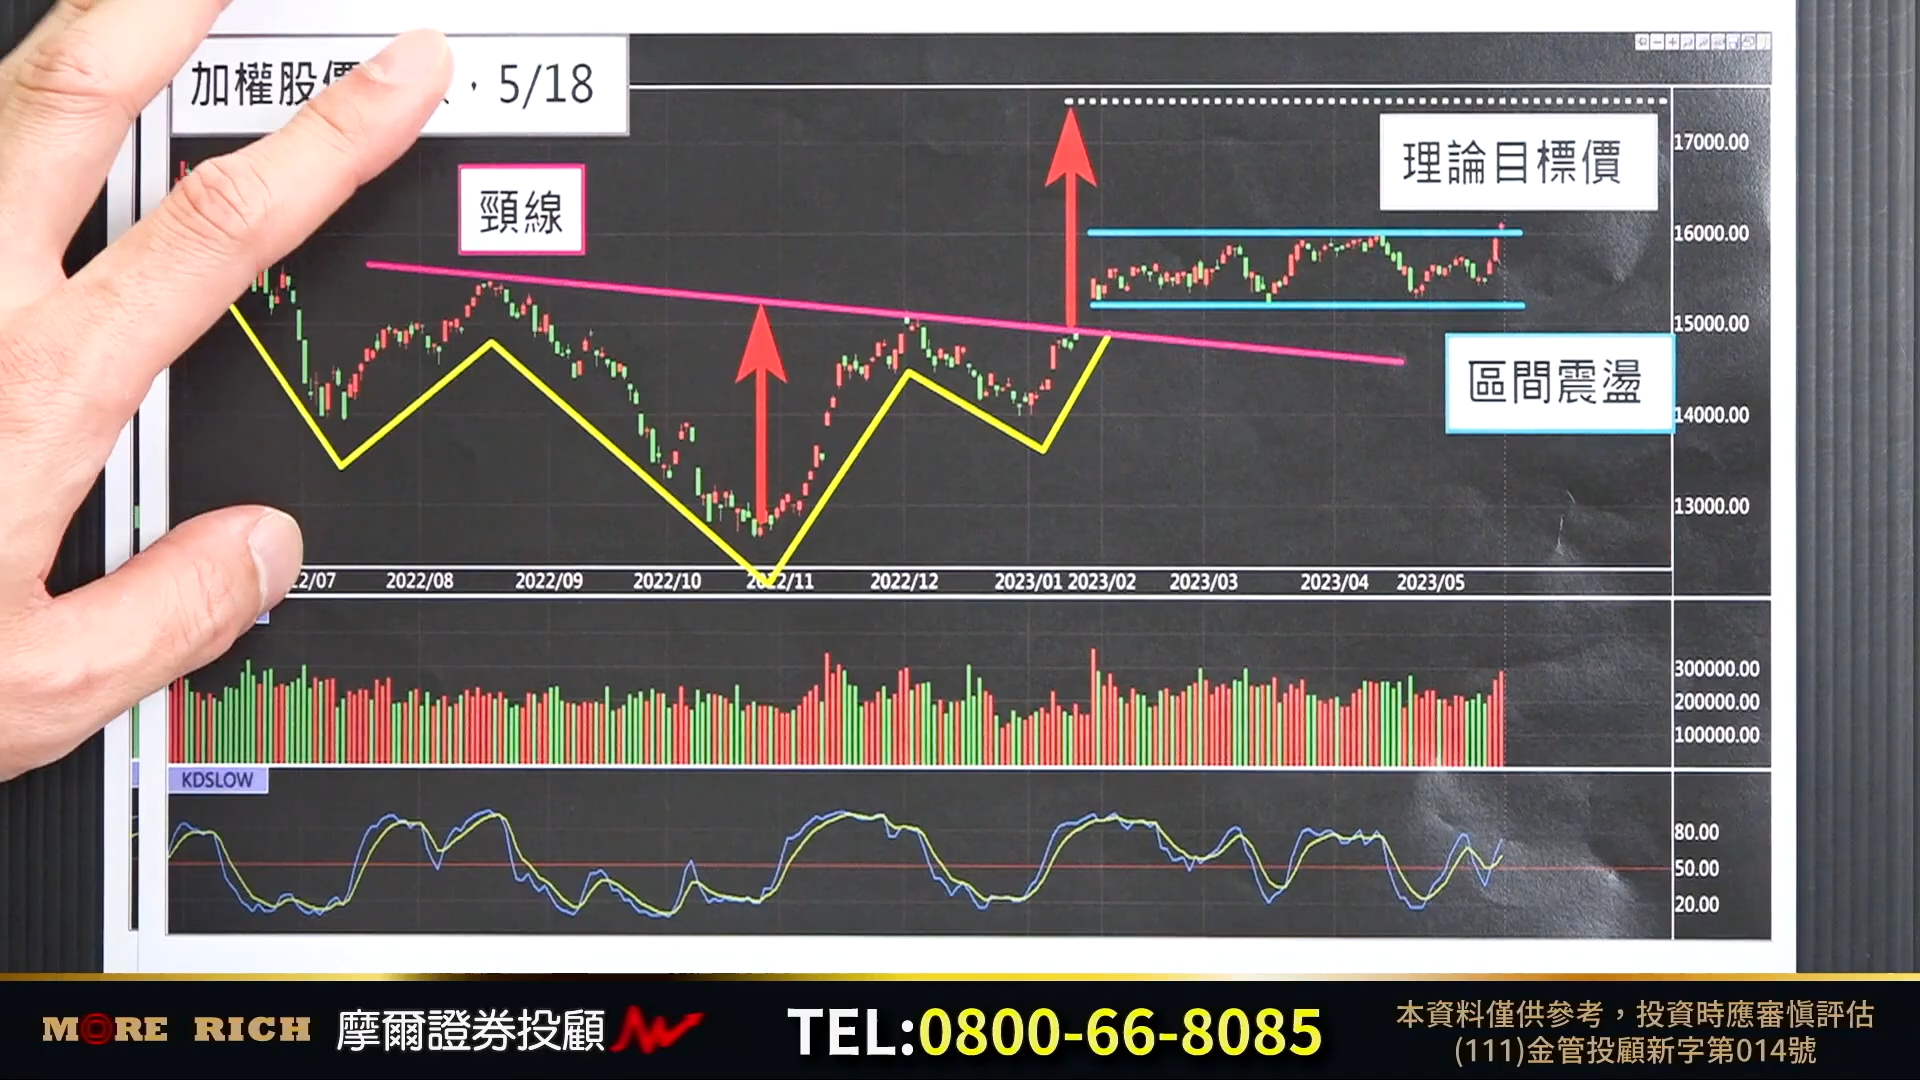 加權股價，5/18
頸線
理論目標價
區間震盪
17000.00
16000.00
15000.00
14000.00
13000.00
2/07 2022/08 2022/09 2022/10 2022/11 2022/12 2023/01 2023/02 2023/03 2023/04 2023/05
300000.00
200000.00
100000.00
KDSLOW
80.00
50.00
20.00
MORE RICH 摩爾證券投顧
TEL:0800-66-8085
本資料僅供參考，投資時應審慎評估
(111)金管投顧新字第014號